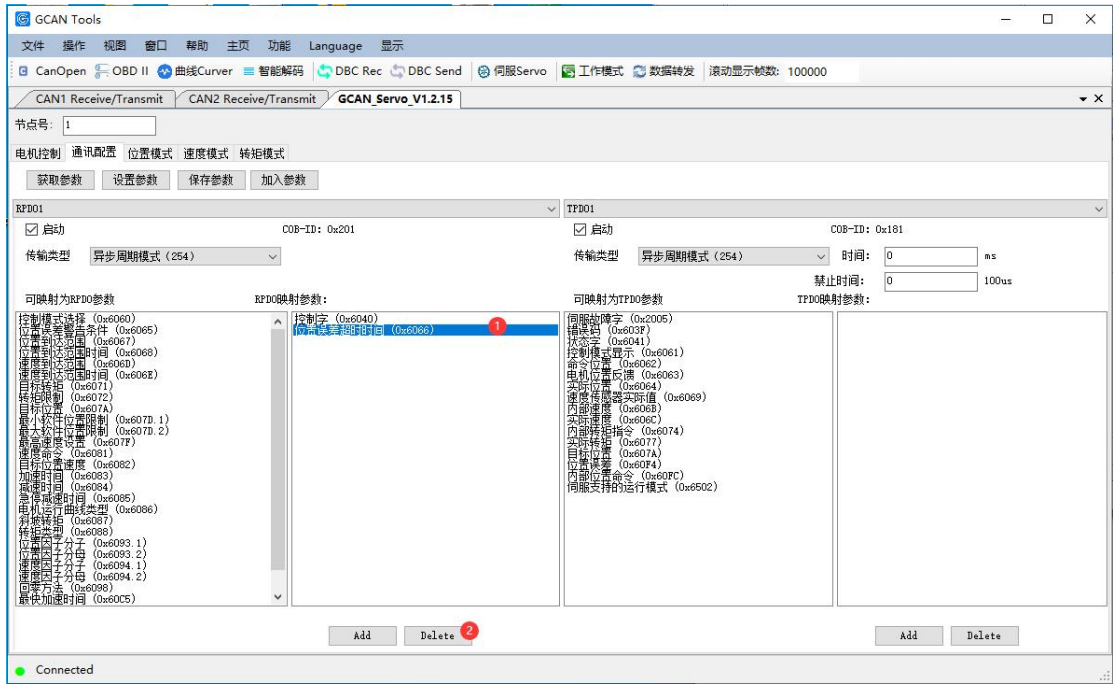 GCAN Tools
文件 操作 视图 窗口 帮助 主页 功能 Language 显示
CanOpen OBD II 曲线Curver 智能解码 DBC Rec DBC Send 伺服Servo 工作模式 数据转发 滚动显示帧数: 100000
CAN1 Receive/Transmit CAN2 Receive/Transmit GCAN_Servo_V1.2.15
节点号: 1
电机控制 通讯配置 位置模式 速度模式 转矩模式
获取参数 设置参数 保存参数 加入参数
RPDO1
启动 COB-ID: 0x201
传输类型 异步周期模式 (254)
可映射为RPDO参数 RPDO映射参数:
控制模式选择 (0x6060)
位置误差警告条件 (0x6065)
位置到达范围 (0x6067)
位置到达范围时间 (0x6068)
速度到达范围 (0x606D)
速度到达范围时间 (0x606E)
目标转矩 (0x6071)
转矩限制 (0x6072)
目标位置 (0x607A)
最小软件位置限制 (0x607D.1)
最大软件位置限制 (0x607D.2)
最高速度设置 (0x607F)
速度命令 (0x6081)
目标位置速度 (0x6082)
加速时间 (0x6083)
减速时间 (0x6084)
急停减速时间 (0x6085)
电机运行曲线类型 (0x6086)
斜坡转矩 (0x6087)
转矩类型 (0x6088)
位置因子分子 (0x6093.1)
位置因子分母 (0x6093.2)
速度因子分子 (0x6094.1)
速度因子分母 (0x6094.2)
回零方法 (0x6098)
最快加速时间 (0x60C5)
控制字 (0x6040)
位置误差超时时间 (0x6066) 1
Add Delete 2
TPDO1
启动 COB-ID: 0x181
传输类型 异步周期模式 (254) 时间: 0 ms
禁止时间: 0 100us
可映射为TPDO参数 TPDO映射参数:
伺服故障字 (0x2005)
错误码 (0x603F)
状态字 (0x6041)
控制模式显示 (0x6061)
命令位置 (0x6062)
电机位置反馈 (0x6063)
实际位置 (0x6064)
速度传感器实际值 (0x6069)
内部速度 (0x606B)
实际速度 (0x606C)
内部转矩指令 (0x6074)
实际转矩 (0x6077)
目标位置 (0x607A)
位置误差 (0x60F4)
内部位置命令 (0x60FC)
伺服支持的运行模式 (0x6502)
Add Delete
Connected